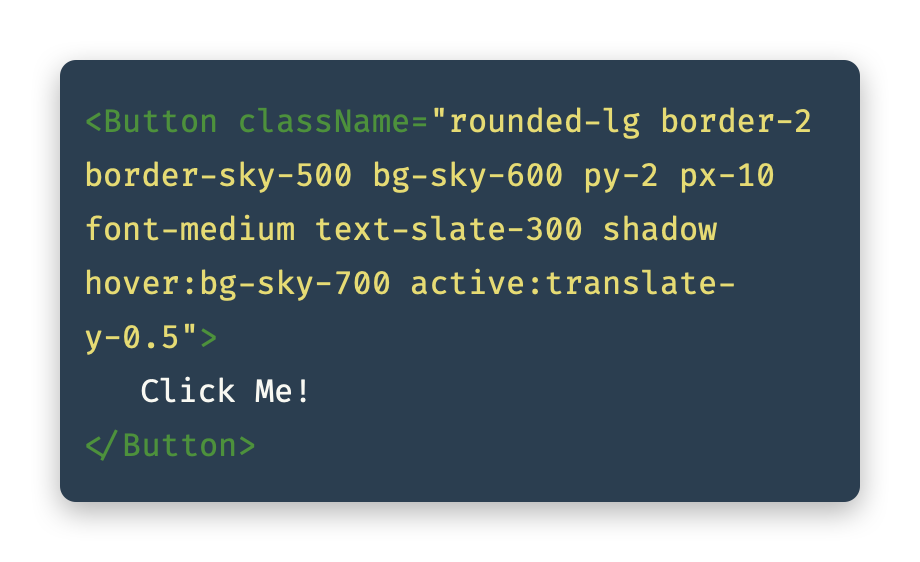 <Button className="rounded-lg border-2
border-sky-500 bg-sky-600 py-2 px-10
font-medium text-slate-300 shadow
hover:bg-sky-700 active:translate-
y-0.5">
Click Me!
</Button>